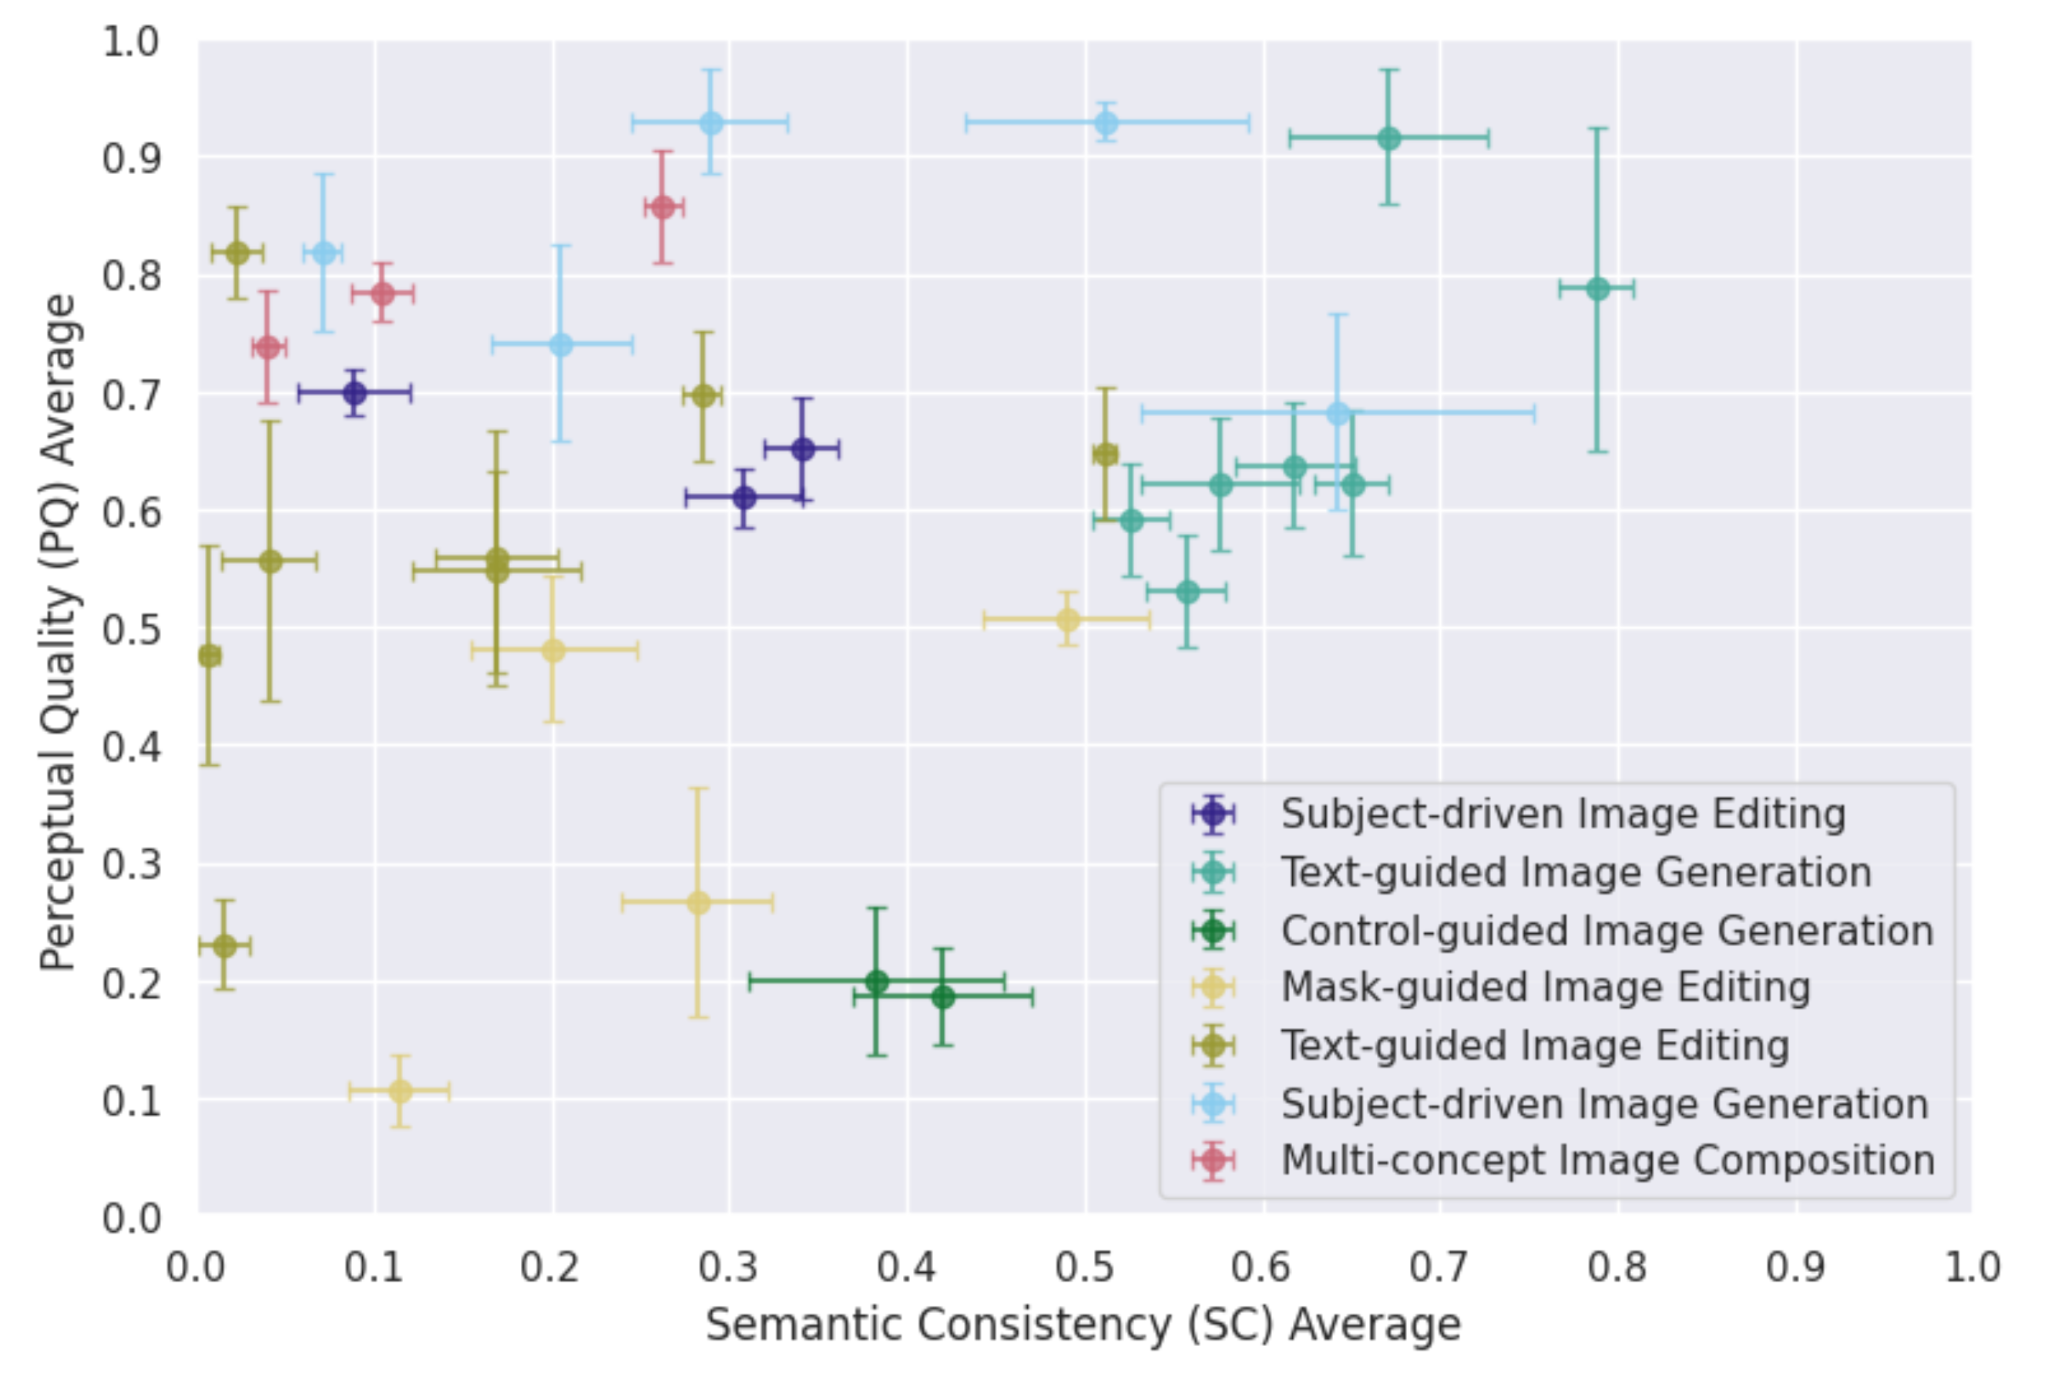 1.0
0.9
0.8
0.7
0.6
0.5
0.4
0.3
0.2
0.1
0.0
Perceptual Quality (PQ) Average
Subject-driven Image Editing
Text-guided Image Generation
Control-guided Image Generation
Mask-guided Image Editing
Text-guided Image Editing
Subject-driven Image Generation
Multi-concept Image Composition
0.0 0.1 0.2 0.3 0.4 0.5 0.6 0.7 0.8 0.9 1.0
Semantic Consistency (SC) Average